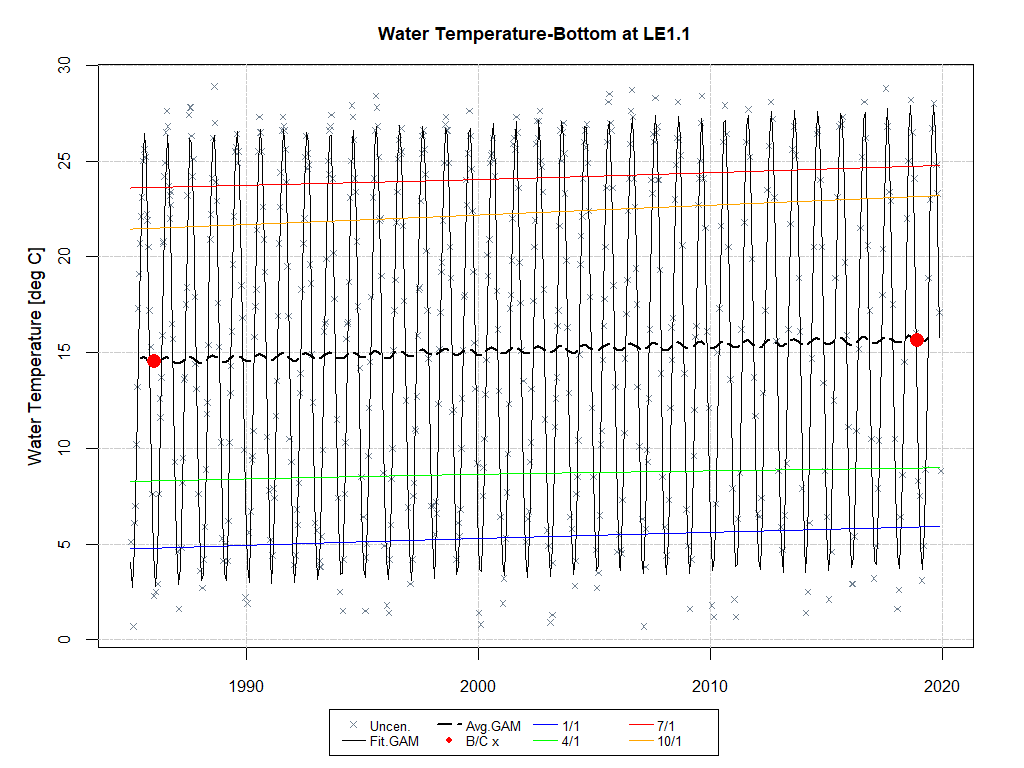 Water Temperature-Bottom at LE1.1
Water Temperature [deg C]
30
25
20
15
10
5
0
1990 2000 2010 2020
Uncen. Avg.GAM 1/1 7/1
Fit.GAM B/C x 4/1 10/1